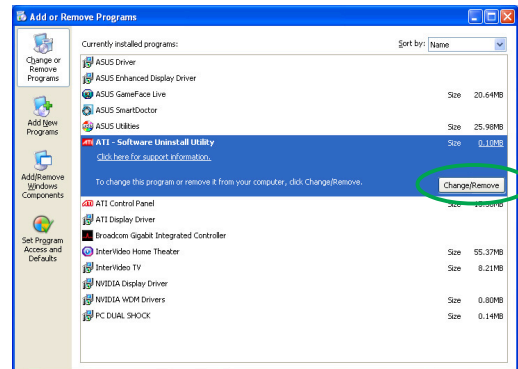 Add or Remove Programs
Change or
Remove
Programs
Add New
Programs
Add/Remove
Windows
Components
Set Program
Access and
Defaults
Currently installed programs:
Sort by: Name
ASUS Driver
ASUS Enhanced Display Driver
ASUS GameFace Live Size 20.64MB
ASUS SmartDoctor
ASUS Utilities Size 25.98MB
ATI - Software Uninstall Utility Size 0.10MB
Click here for support information.
To change this program or remove it from your computer, click Change/Remove. Change/Remove
ATI Control Panel Size
ATI Display Driver
Broadcom Gigabit Integrated Controller
InterVideo Home Theater Size 55.37MB
InterVideo TV Size 8.21MB
NVIDIA Display Driver
NVIDIA WDM Drivers Size 0.80MB
PC DUAL SHOCK Size 0.14MB